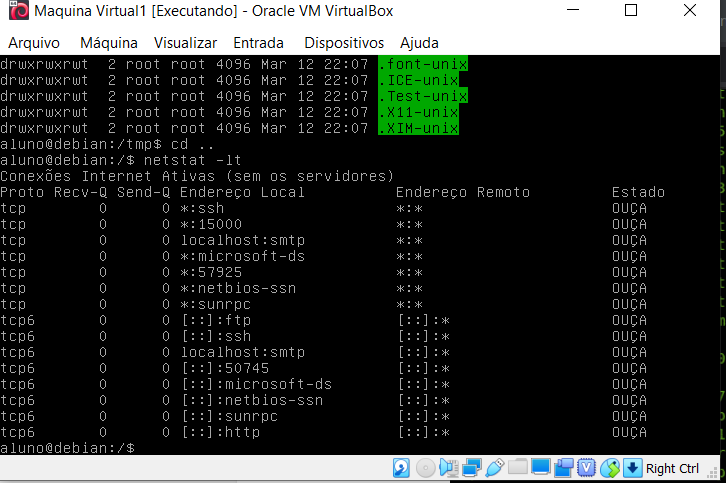 Maquina Virtual1 [Executando] - Oracle VM VirtualBox
Arquivo Máquina Visualizar Entrada Dispositivos Ajuda
drwxrwxrwt 2 root root 4096 Mar 12 22:07 .font-unix
drwxrwxrwt 2 root root 4096 Mar 12 22:07 .ICE-unix
drwxrwxrwt 2 root root 4096 Mar 12 22:07 .Test-unix
drwxrwxrwt 2 root root 4096 Mar 12 22:07 .X11-unix
drwxrwxrwt 2 root root 4096 Mar 12 22:07 .XIM-unix
aluno@debian:/tmp$ cd ..
aluno@debian:/$ netstat -lt
Conexões Internet Ativas (sem os servidores)
Proto Recv-Q Send-Q Endereço Local Endereço Remoto Estado
tcp 0 0 *:ssh *:* OUÇA
tcp 0 0 *:15000 *:* OUÇA
tcp 0 0 localhost:smtp *:* OUÇA
tcp 0 0 *:microsoft-ds *:* OUÇA
tcp 0 0 *:57925 *:* OUÇA
tcp 0 0 *:netbios-ssn *:* OUÇA
tcp 0 0 *:sunrpc *:* OUÇA
tcp6 0 0 [::]:ftp [::]:* OUÇA
tcp6 0 0 [::]:ssh [::]:* OUÇA
tcp6 0 0 localhost:smtp [::]:* OUÇA
tcp6 0 0 [::]:50745 [::]:* OUÇA
tcp6 0 0 [::]:microsoft-ds [::]:* OUÇA
tcp6 0 0 [::]:netbios-ssn [::]:* OUÇA
tcp6 0 0 [::]:sunrpc [::]:* OUÇA
tcp6 0 0 [::]:http [::]:* OUÇA
aluno@debian:/$
Right Ctrl